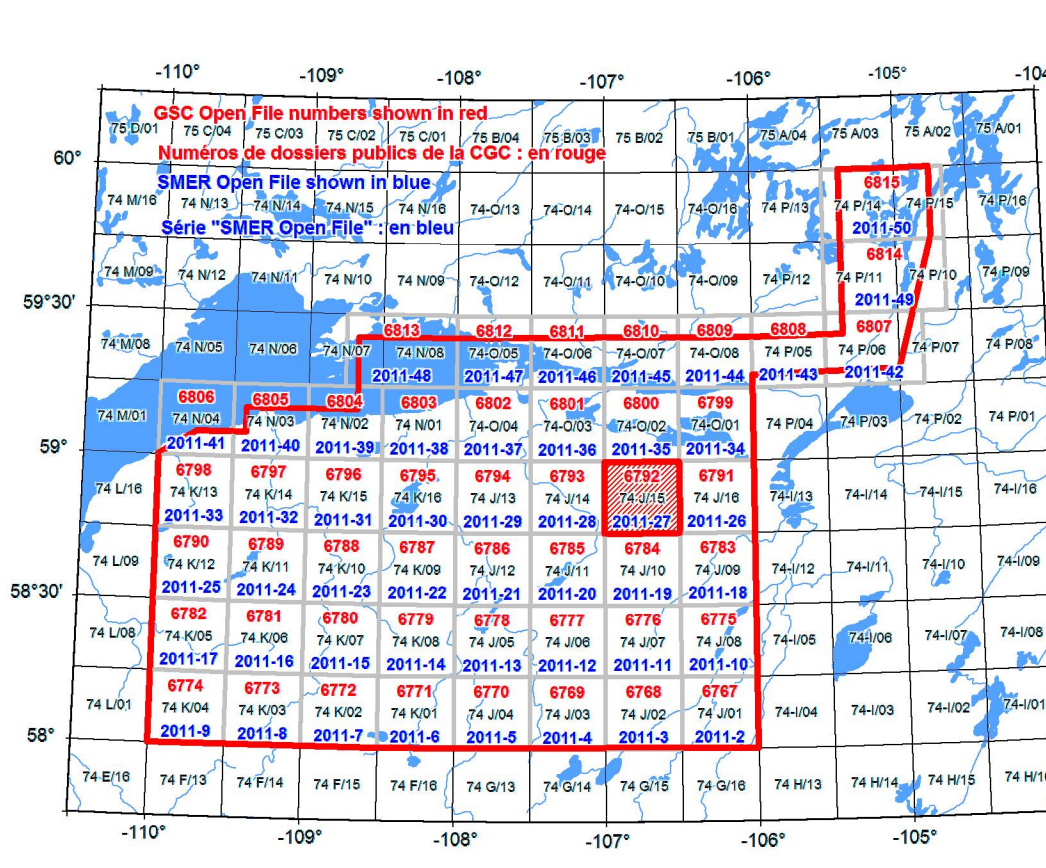 -110° -109° -108° -107° -106° -105° -104
GSC Open File numbers shown in red
75 D/01 75 C/04 75 C/03 75 C/02 75 C/01 75 B/04 75 B/03 75 B/02 75 B/01 75 A/04 75 A/03 75 A/02 75 A/01
Numéros de dossiers publics de la CGC : en rouge
60°
SMER Open File shown in blue
6815
74 M/16 74 N/13 74 N/14 74 N/15 74 N/16 74-O/13 74-O/14 74-O/15 74-O/16 74 P/13 74 P/14 74 P/15 74 P/16
Série "SMER Open File" : en bleu
2011-50
6814
74 M/09 74 N/12 74 N/11 74 N/10 74 N/09 74-O/12 74-O/11 74-O/10 74-O/09 74 P/12 74 P/11 74 P/10 74 P/09
2011-49
59°30'
6813 6812 6811 6810 6809 6808 6807
74 M/08 74 N/05 74 N/06 74 N/07 74 N/08 74-O/05 74-O/06 74-O/07 74-O/08 74 P/05 74 P/06 74 P/07 74 P/08
2011-48 2011-47 2011-46 2011-45 2011-44 2011-43 2011-42
6806 6805 6804 6803 6802 6801 6800 6799
74 M/01 74 N/04 74 N/03 74 N/02 74 N/01 74-O/04 74-O/03 74-O/02 74-O/01 74 P/04 74 P/03 74 P/02 74 P/01
2011-41 2011-40 2011-39 2011-38 2011-37 2011-36 2011-35 2011-34
59°
6798 6797 6796 6795 6794 6793 6792 6791
74 L/16 74 K/13 74 K/14 74 K/15 74 K/16 74 J/13 74 J/14 74 J/15 74 J/16 74-I/13 74-I/14 74-I/15 74-I/16
2011-33 2011-32 2011-31 2011-30 2011-29 2011-28 2011-27 2011-26
6790 6789 6788 6787 6786 6785 6784 6783
74 L/09 74 K/12 74 K/11 74 K/10 74 K/09 74 J/12 74 J/11 74 J/10 74 J/09 74-I/12 74-I/11 74-I/10 74-I/09
2011-25 2011-24 2011-23 2011-22 2011-21 2011-20 2011-19 2011-18
58°30'
6782 6781 6780 6779 6778 6777 6776 6775
74 L/08 74 K/05 74 K/06 74 K/07 74 K/08 74 J/05 74 J/06 74 J/07 74 J/08 74-I/05 74-I/06 74-I/07 74-I/08
2011-17 2011-16 2011-15 2011-14 2011-13 2011-12 2011-11 2011-10
6774 6773 6772 6771 6770 6769 6768 6767
74 L/01 74 K/04 74 K/03 74 K/02 74 K/01 74 J/04 74 J/03 74 J/02 74 J/01 74-I/04 74-I/03 74-I/02 74-I/01
2011-9 2011-8 2011-7 2011-6 2011-5 2011-4 2011-3 2011-2
58°
74-E/16 74 F/13 74 F/14 74 F/15 74 F/16 74 G/13 74 G/14 74 G/15 74 G/16 74 H/13 74 H/14 74 H/15 74 H/1
-110° -109° -108° -107° -106° -105°